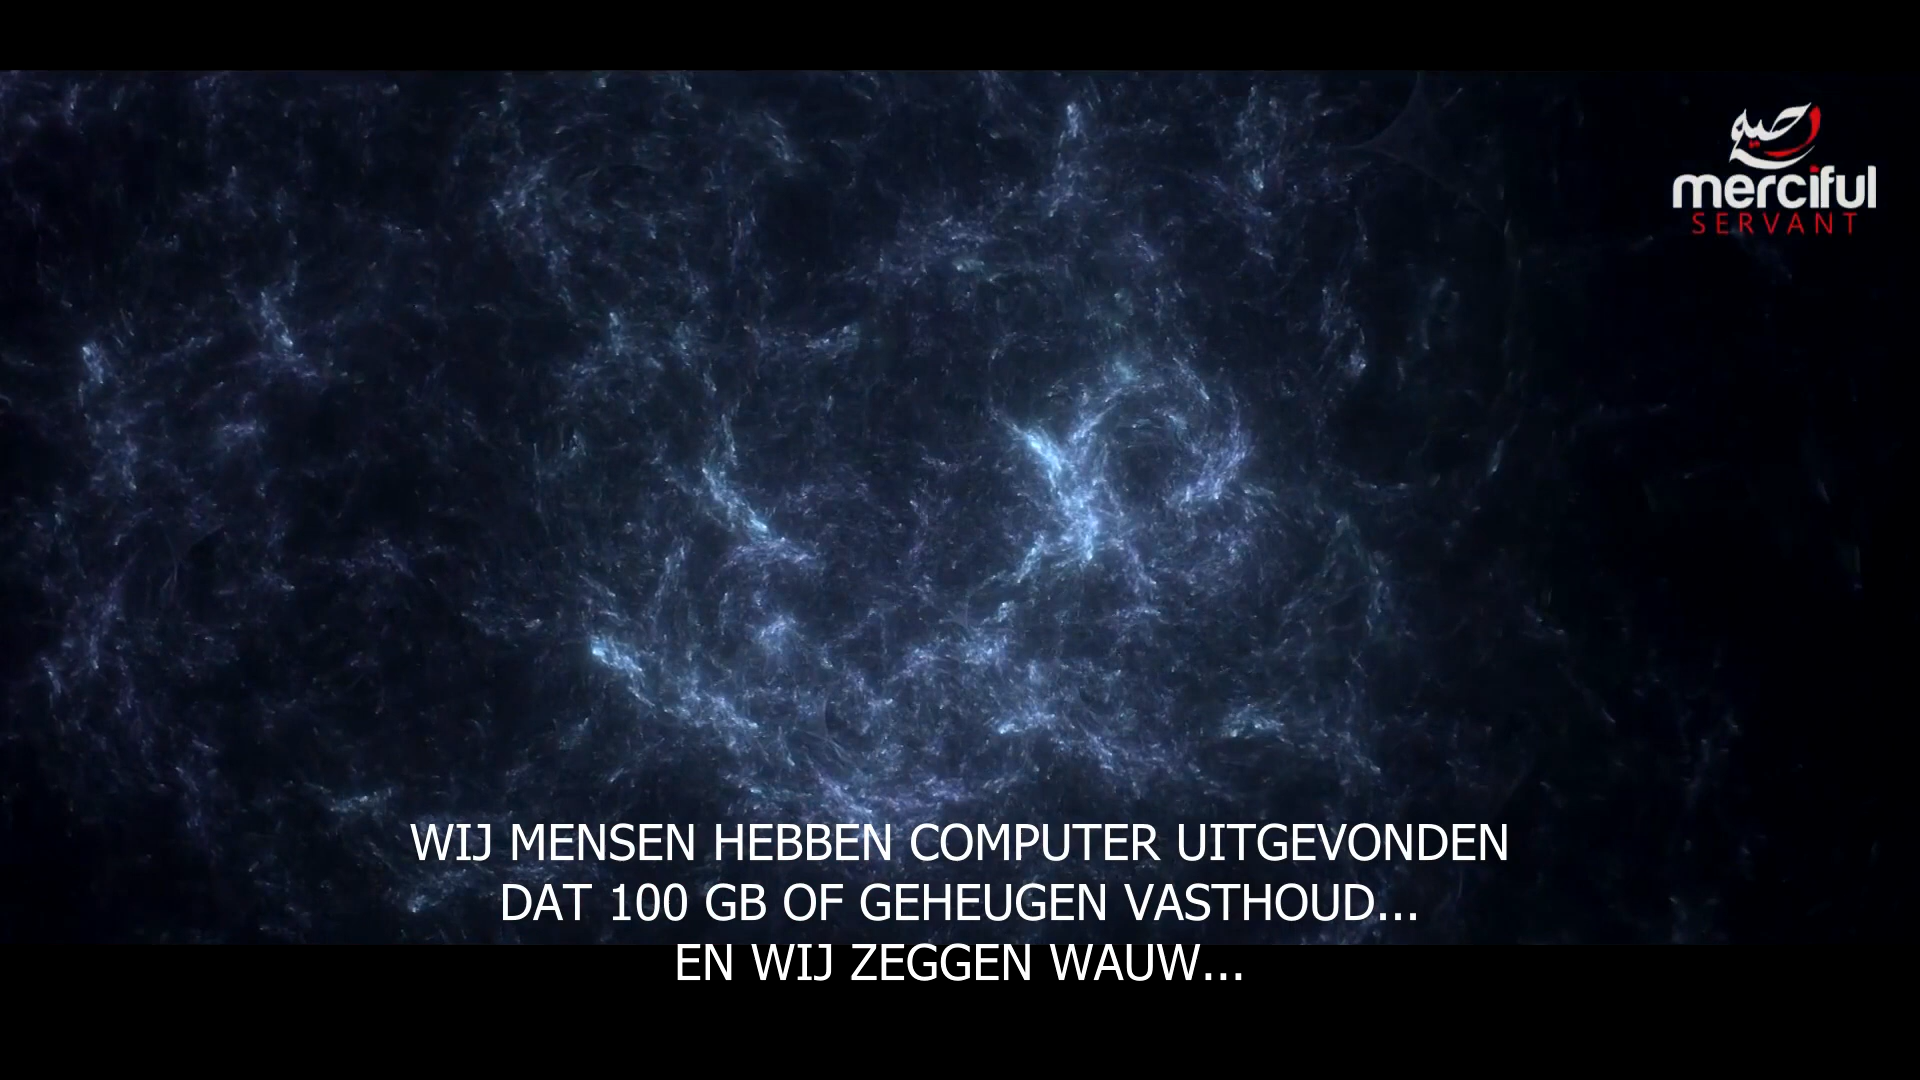 merciful
SERVANT
WIJ MENSEN HEBBEN COMPUTER UITGEVONDEN
DAT 100 GB OF GEHEUGEN VASTHOUD...
EN WIJ ZEGGEN WAUW...